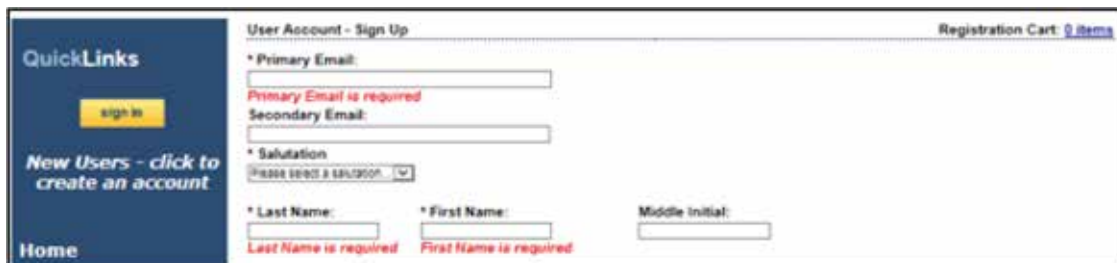 User Account - Sign Up
Registration Cart: 0 items
QuickLinks
sign in
New Users - click to
create an account
Home
* Primary Email:
Primary Email is required
Secondary Email:
* Salutation
Please select a salutation...
* Last Name: * First Name: Middle Initial:
Last Name is required First Name is required